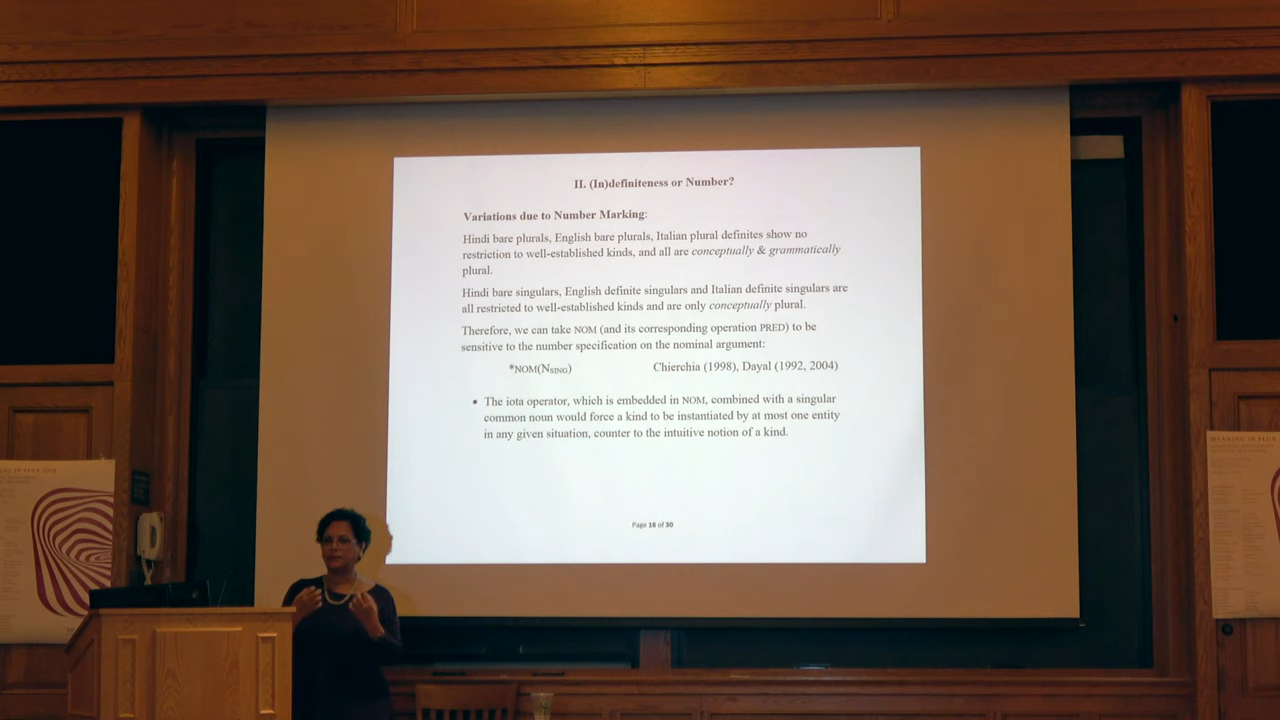 II. (In)definiteness or Number?
Variations due to Number Marking:
Hindi bare plurals, English bare plurals, Italian plural definites show no
restriction to well-established kinds, and all are conceptually & grammatically
plural.
Hindi bare singulars, English definite singulars and Italian definite singulars are
all restricted to well-established kinds and are only conceptually plural.
Therefore, we can take NOM (and its corresponding operation PRED) to be
sensitive to the number specification on the nominal argument:
*NOM(NSING) Chierchia (1998), Dayal (1992, 2004)
• The iota operator, which is embedded in NOM, combined with a singular
common noun would force a kind to be instantiated by at most one entity
in any given situation, counter to the intuitive notion of a kind.
Page 16 of 30
MEANING IN FLUX